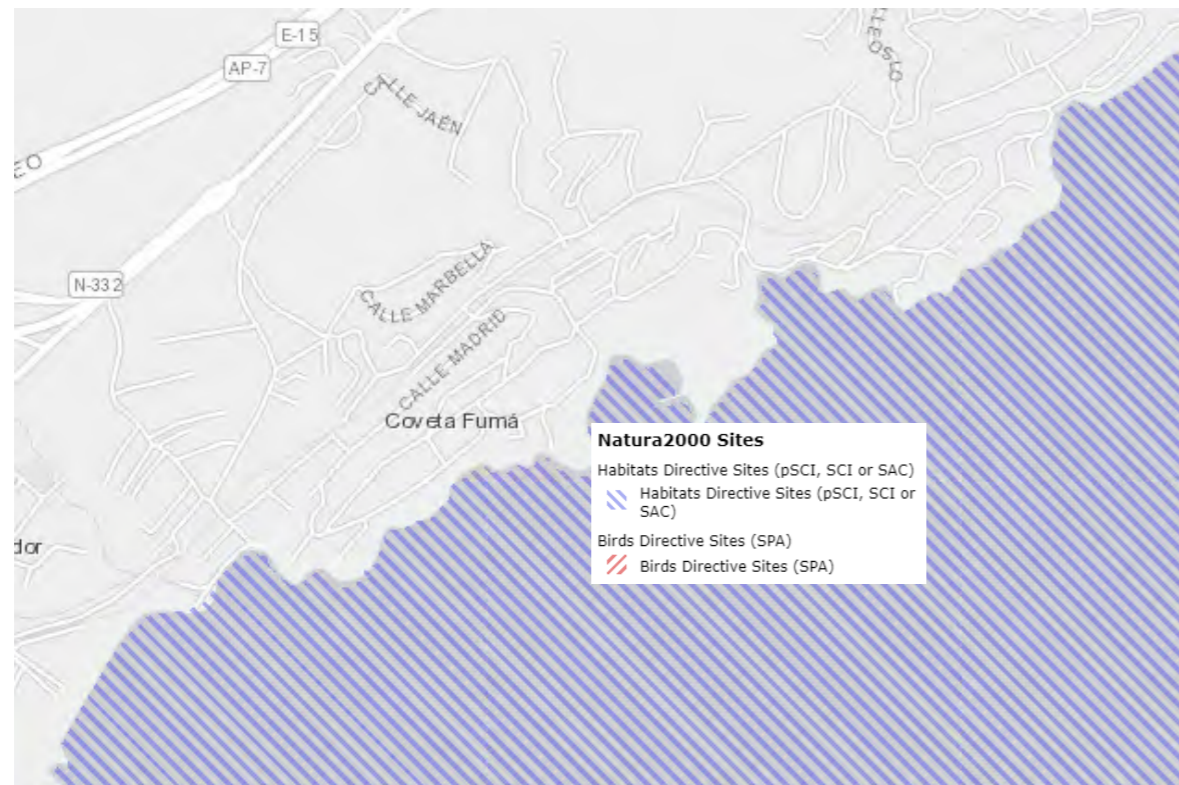 E-15
AP-7
CALLE JAÉN
EO
N-332
CALLE MARBELLA
CALLE MADRID
Coveta Fumá
Natura2000 Sites
Habitats Directive Sites (pSCI, SCI or SAC)
Habitats Directive Sites (pSCI, SCI or
SAC)
Birds Directive Sites (SPA)
Birds Directive Sites (SPA)
dor